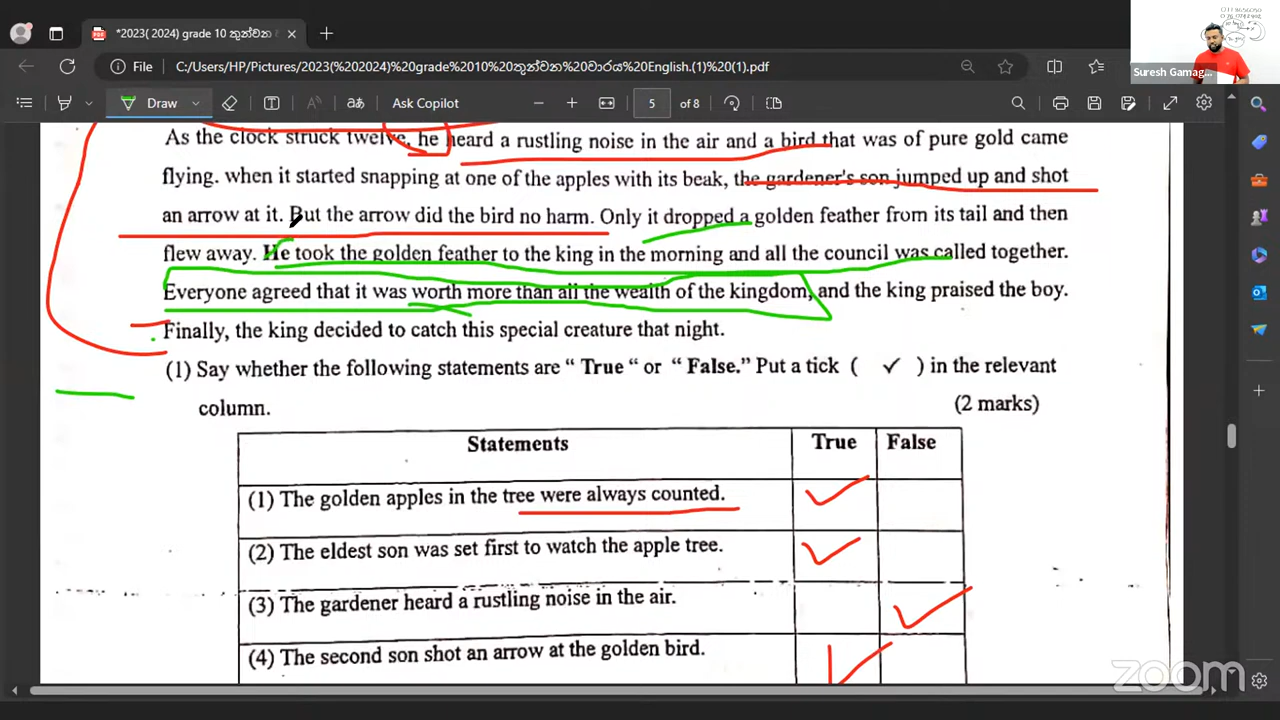 *2023( 2024) grade 10 තුන්වන
Suresh Gamag...
File
C:/Users/HP/Pictures/2023(%202024)%20grade%2010%20තුන්වන%20වාරය%20English.(1)%20(1).pdf
Draw
aあ
Ask Copilot
5
of 8
As the clock struck twelve, he heard a rustling noise in the air and a bird that was of pure gold came
flying. when it started snapping at one of the apples with its beak, the gardener's son jumped up and shot
an arrow at it. But the arrow did the bird no harm. Only it dropped a golden feather from its tail and then
flew away. He took the golden feather to the king in the morning and all the council was called together.
Everyone agreed that it was worth more than all the wealth of the kingdom, and the king praised the boy.
Finally, the king decided to catch this special creature that night.
(1) Say whether the following statements are “ True “ or “ False.” Put a tick ( ✓ ) in the relevant
column.
(2 marks)
Statements
True
False
(1) The golden apples in the tree were always counted.
(2) The eldest son was set first to watch the apple tree.
(3) The gardener heard a rustling noise in the air.
(4) The second son shot an arrow at the golden bird.
zoom